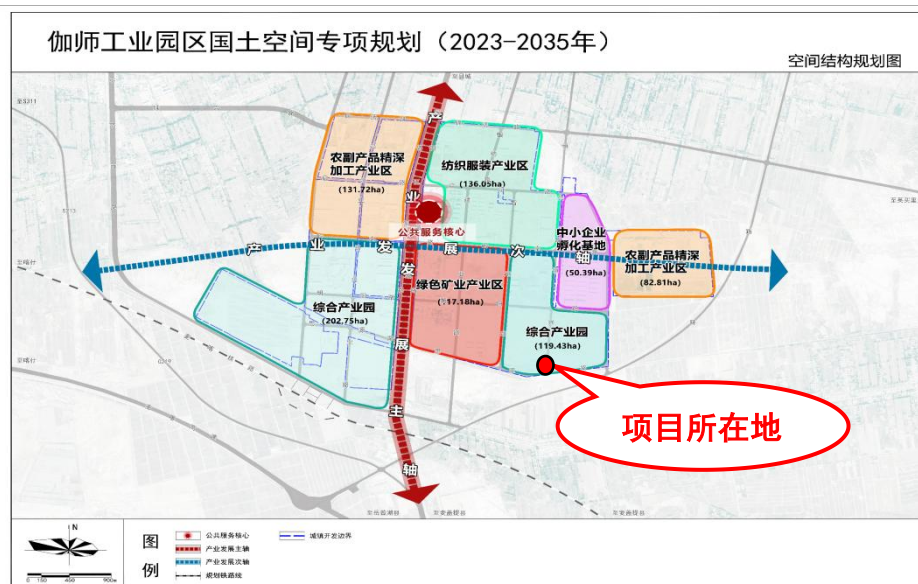 伽师工业园区国土空间专项规划（2023-2035年）
空间结构规划图
农副产品精深
加工产业区
(131.72ha)
纺织服装产业区
(136.05ha)
公共服务核心
中小企业
孵化基地
(50.39ha)
农副产品精深
加工产业区
(82.81ha)
产业发展次轴
产业发展主轴
绿色矿业产业区
综合产业园
(202.75ha)
综合产业园
(119.43ha)
项目所在地
N
0 150 450 900m
图例
公共服务核心
产业发展主轴
产业发展次轴
规划铁路线
城镇开发边界